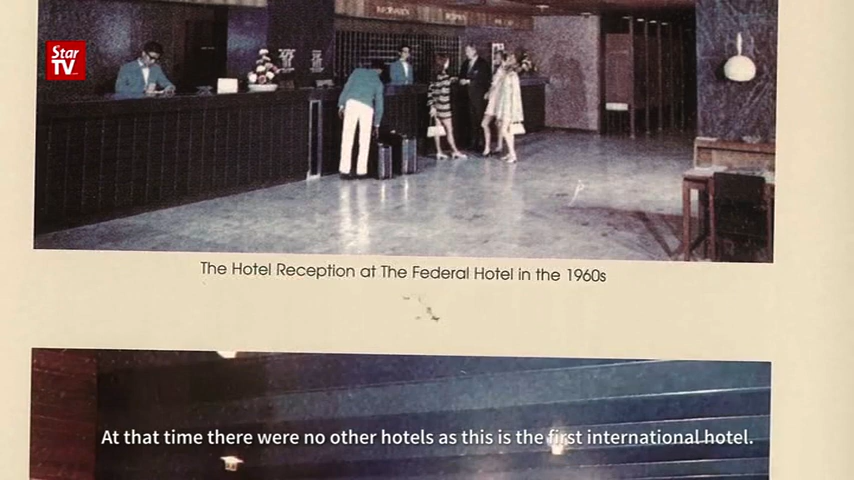 Star
TV
The Hotel Reception at The Federal Hotel in the 1960s
At that time there were no other hotels as this is the first international hotel.